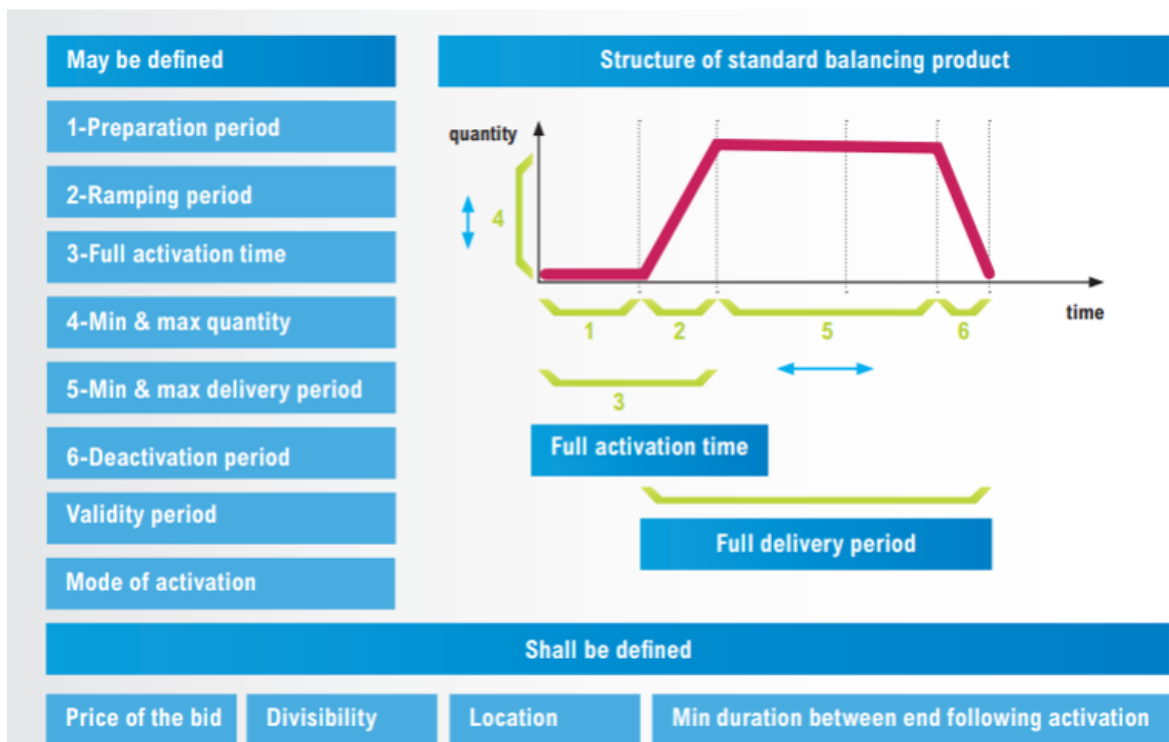 May be defined
Structure of standard balancing product
1-Preparation period
2-Ramping period
3-Full activation time
4-Min & max quantity
5-Min & max delivery period
6-Deactivation period
Validity period
Mode of activation
quantity
4
time
1
2
5
6
3
Full activation time
Full delivery period
Shall be defined
Price of the bid
Divisibility
Location
Min duration between end following activation